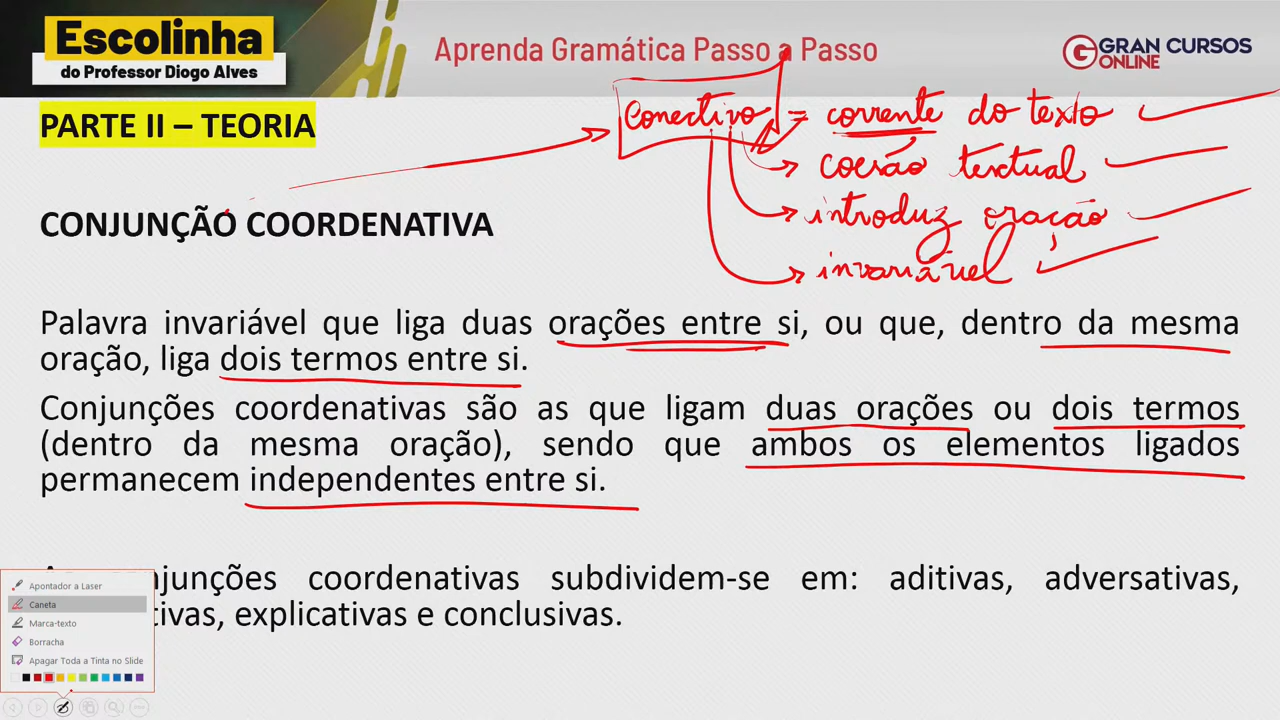 Escolinha
do Professor Diogo Alves
Aprenda Gramática Passo a Passo
GRAN CURSOS
ONLINE
PARTE II – TEORIA
Conectivo = corrente do texto
coesão textual
introduz oração
invariável
CONJUNÇÃO COORDENATIVA
Palavra invariável que liga duas orações entre si, ou que, dentro da mesma
oração, liga dois termos entre si.
Conjunções coordenativas são as que ligam duas orações ou dois termos
(dentro da mesma oração), sendo que ambos os elementos ligados
permanecem independentes entre si.
njunções coordenativas subdividem-se em: aditivas, adversativas,
tivas, explicativas e conclusivas.
Apontador a Laser
Caneta
Marca-texto
Borracha
Apagar Toda a Tinta no Slide